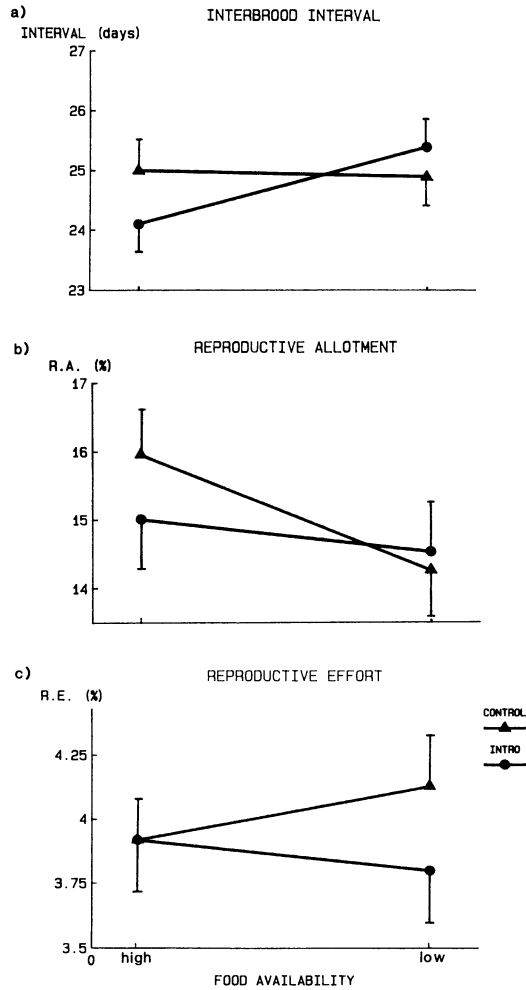 a) INTERBROOD INTERVAL
INTERVAL (days)
27
26
25
24
23
b) REPRODUCTIVE ALLOTMENT
R.A. (%)
17
16
15
14
c) REPRODUCTIVE EFFORT
R.E. (%)
CONTROL
INTRO
4.25
4
3.75
3.5
0 high low
FOOD AVAILABILITY